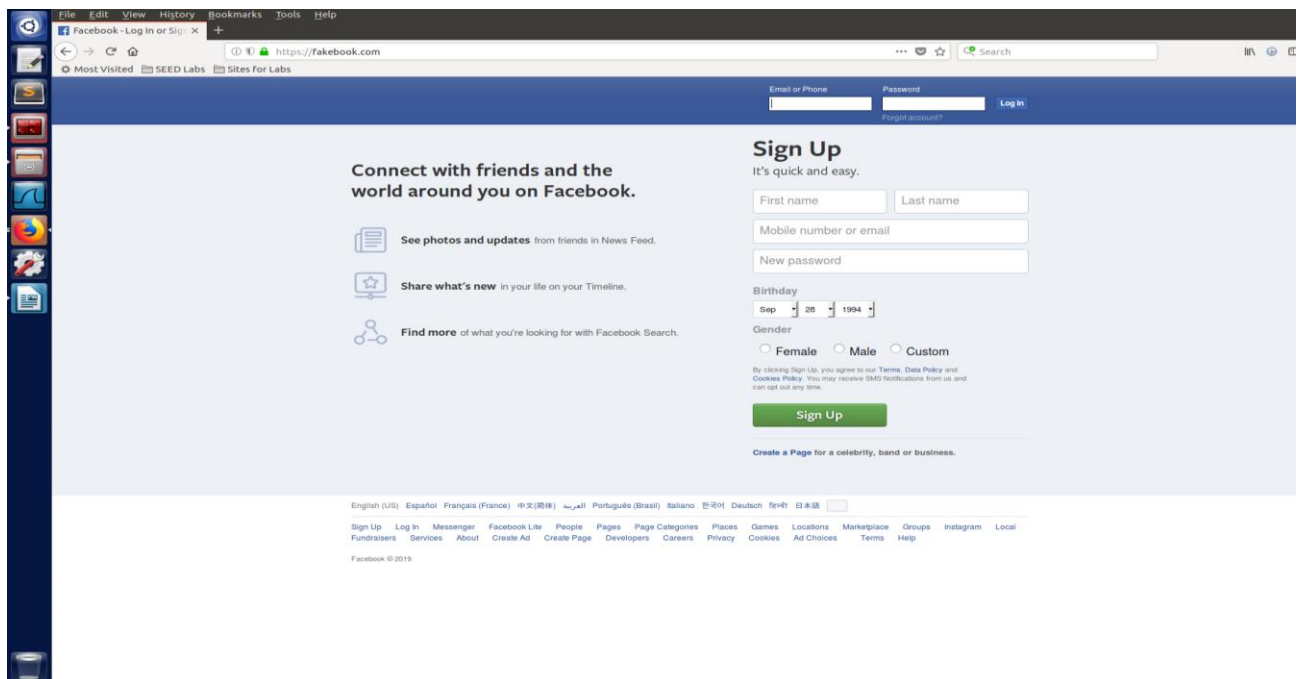 File Edit View History Bookmarks Tools Help
Facebook - Log In or Sig
https://fakebook.com
Search
Most Visited SEED Labs Sites for Labs
Email or Phone Password
Log In
Forgot account?
Connect with friends and the
world around you on Facebook.
See photos and updates from friends in News Feed.
Share what's new in your life on your Timeline.
Find more of what you're looking for with Facebook Search.
Sign Up
It's quick and easy.
First name Last name
Mobile number or email
New password
Birthday
Sep 28 1994
Gender
Female Male Custom
By clicking Sign Up, you agree to our Terms, Data Policy and
Cookies Policy. You may receive SMS Notifications from us and
can opt out any time.
Sign Up
Create a Page for a celebrity, band or business.
English (US) Español Français (France) 中文(简体) العربية Português (Brasil) Italiano 한국어 Deutsch हिन्दी 日本語
Sign Up Log In Messenger Facebook Lite People Pages Page Categories Places Games Locations Marketplace Groups Instagram Local
Fundraisers Services About Create Ad Create Page Developers Careers Privacy Cookies Ad Choices Terms Help
Facebook © 2019